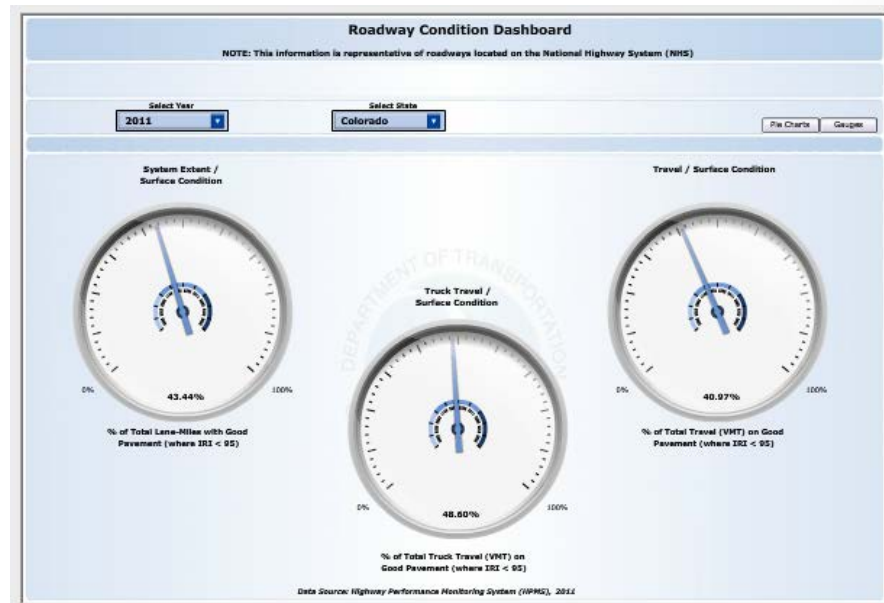 Roadway Condition Dashboard
NOTE: This information is representative of roadways located on the National Highway System (NHS)
Select Year
2011
Select State
Colorado
Pie Charts
Gauges
System Extent /
Surface Condition
0%
100%
43.44%
% of Total Lane-Miles with Good
Pavement (where IRI < 95)
DEPARTMENT OF TRANSPORTATION
Truck Travel /
Surface Condition
0%
100%
48.60%
% of Total Truck Travel (VMT) on
Good Pavement (where IRI < 95)
Travel / Surface Condition
0%
100%
40.97%
% of Total Travel (VMT) on Good
Pavement (where IRI < 95)
Data Source: Highway Performance Monitoring System (HPMS), 2011